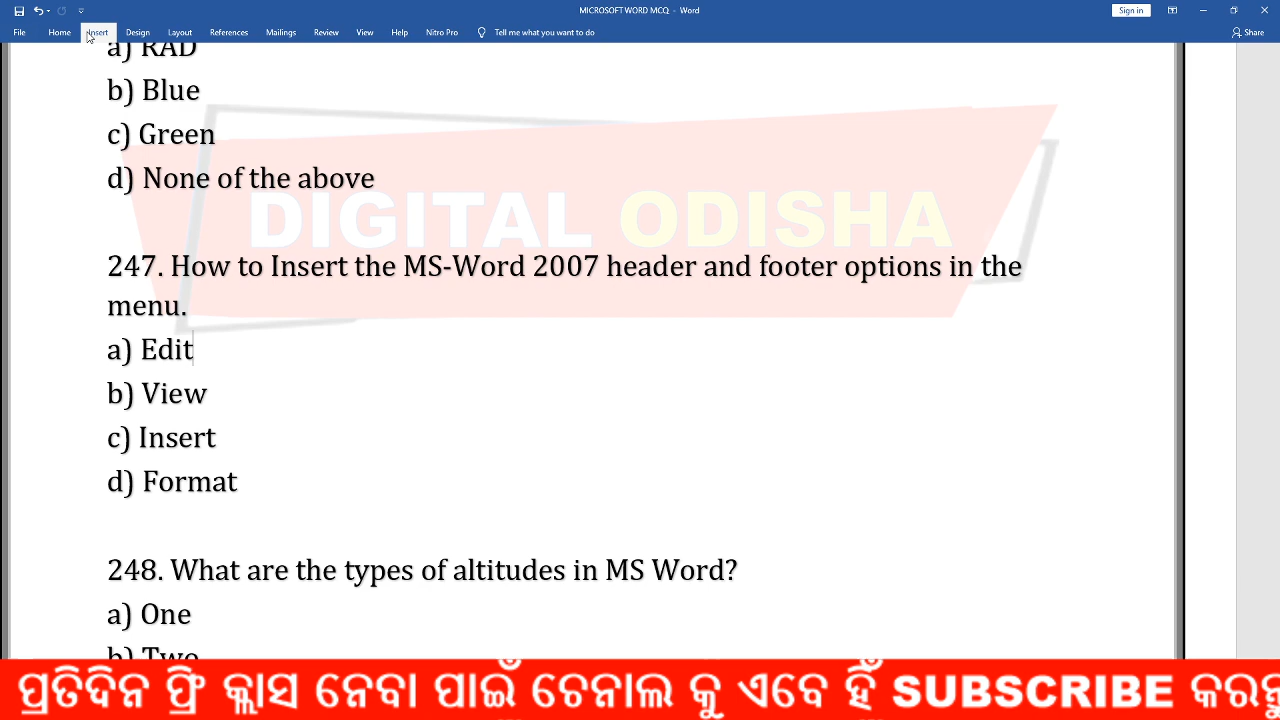 MICROSOFT WORD MCQ - Word
Sign in
File Home Insert Design Layout References Mailings Review View Help Nitro Pro Tell me what you want to do Share
a) RAD
b) Blue
c) Green
d) None of the above
DIGITAL ODISHA
247. How to Insert the MS-Word 2007 header and footer options in the
menu.
a) Edit
b) View
c) Insert
d) Format
248. What are the types of altitudes in MS Word?
a) One
b) Two
ପ୍ରତିଦିନ ଫ୍ରି କ୍ଲାସ ନେବା ପାଇଁ ଚେନାଲ କୁ ଏବେ ହିଁ SUBSCRIBE କରନ୍ତୁ